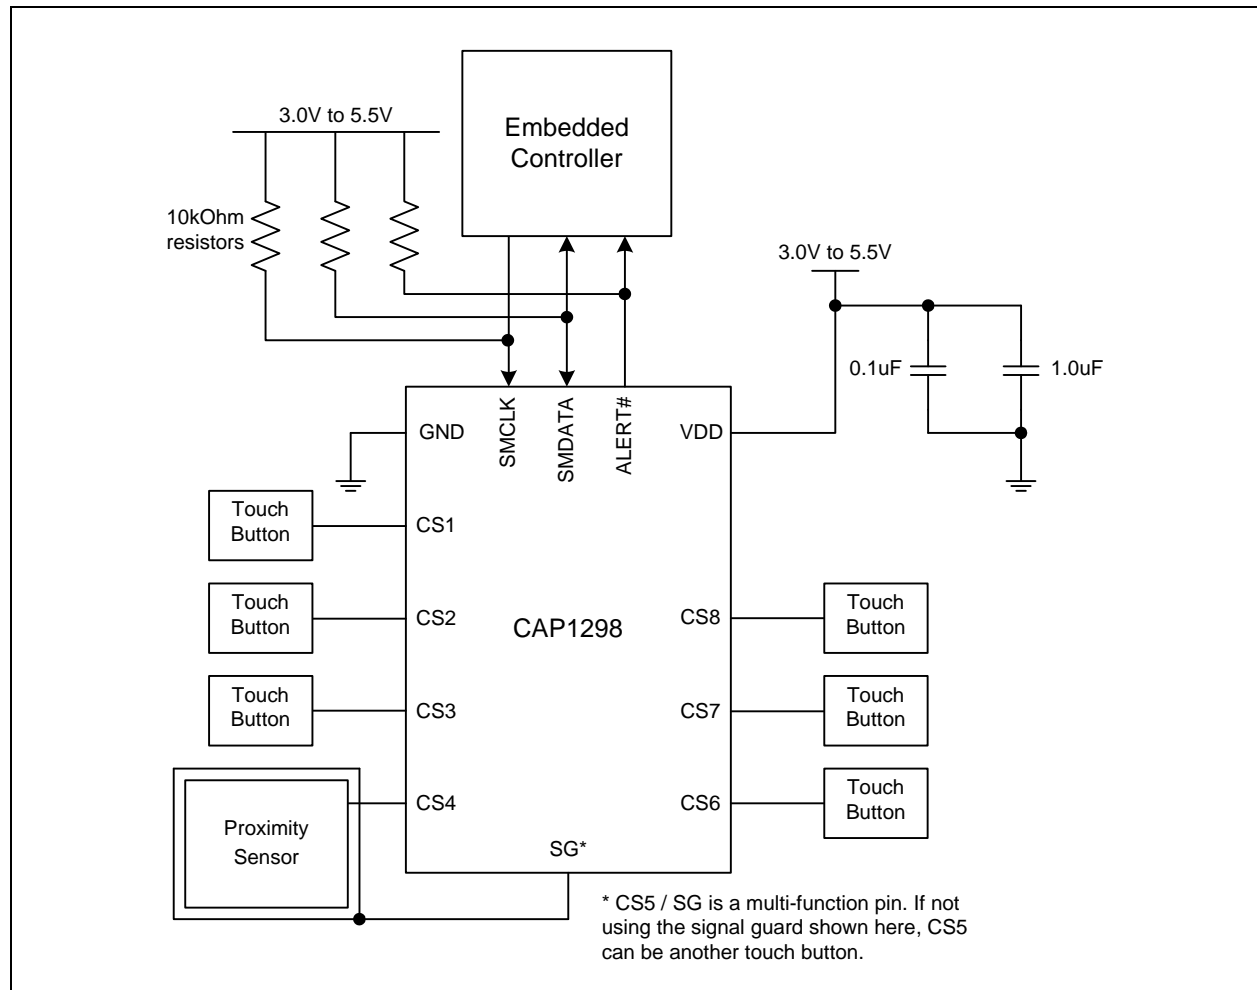 3.0V to 5.5V
Embedded
Controller
10kOhm
resistors
3.0V to 5.5V
0.1uF
1.0uF
GND
SMCLK
SMDATA
ALERT#
VDD
Touch
Button
CS1
Touch
Button
CS2
CAP1298
CS8
Touch
Button
Touch
Button
CS3
CS7
Touch
Button
Proximity
Sensor
CS4
CS6
Touch
Button
SG*
* CS5 / SG is a multi-function pin. If not
using the signal guard shown here, CS5
can be another touch button.